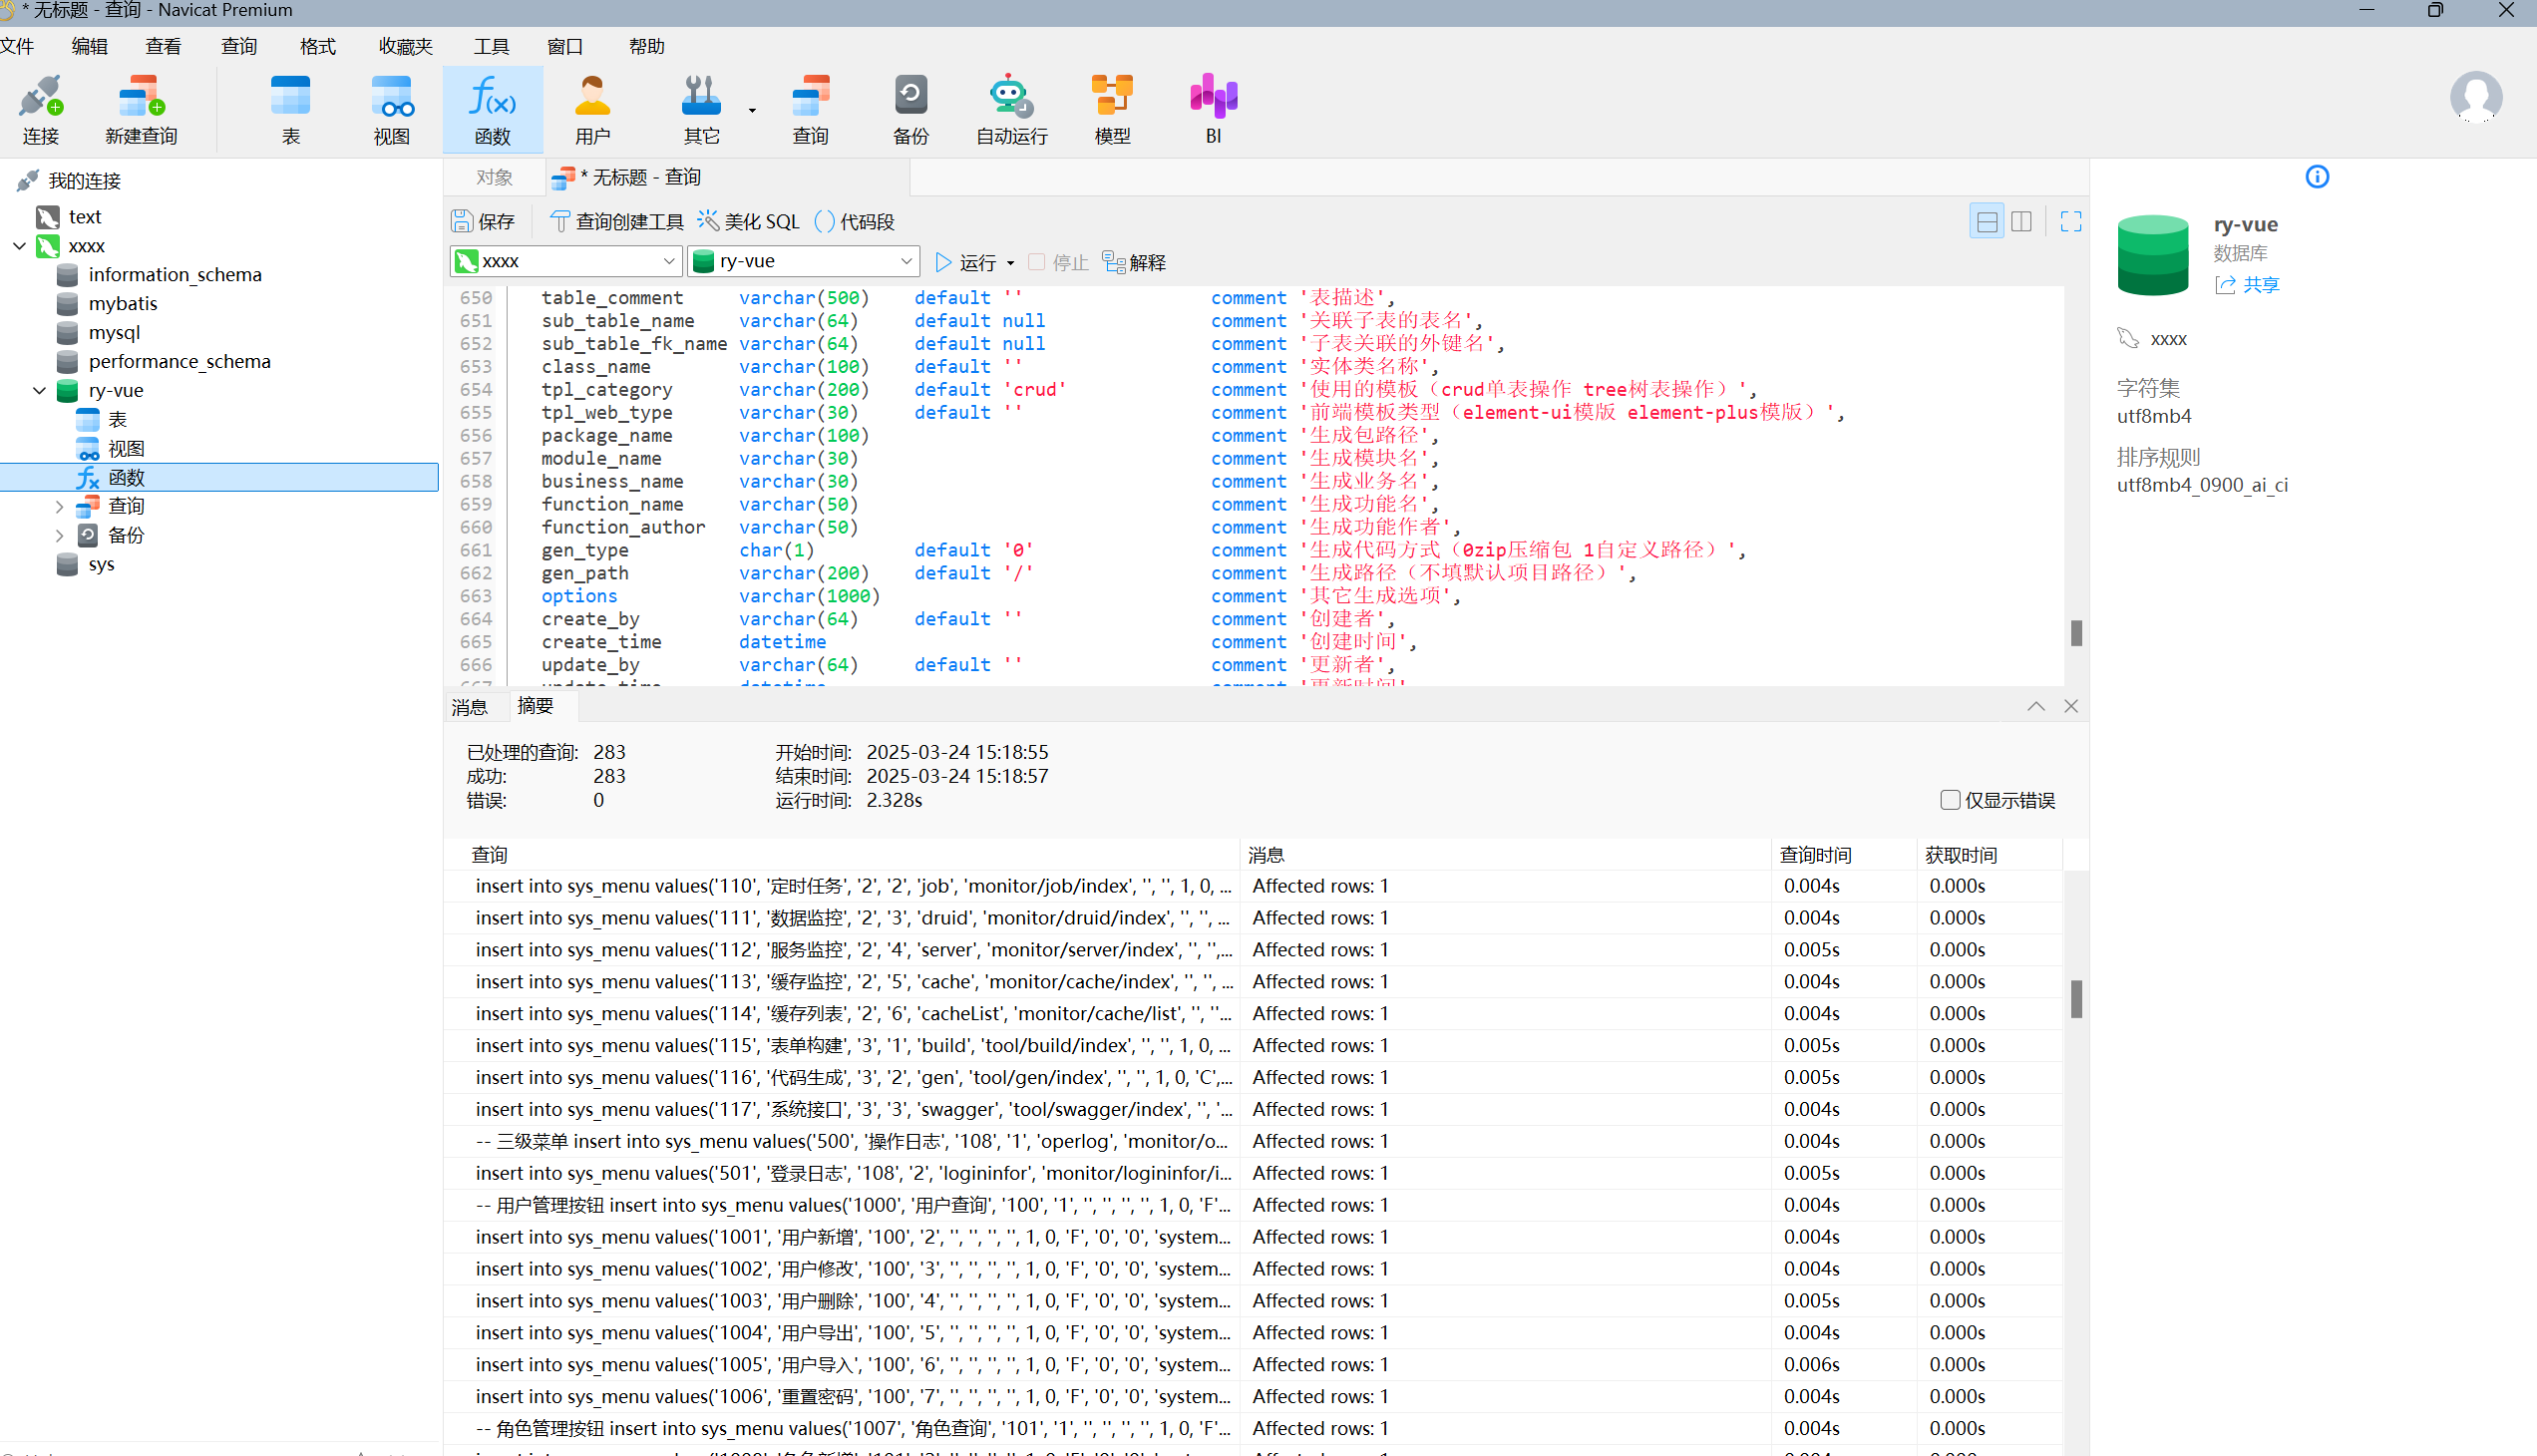 * 无标题 - 查询 - Navicat Premium
文件 编辑 查看 查询 格式 收藏夹 工具 窗口 帮助
连接 新建查询 表 视图 函数 用户 其它 查询 备份 自动运行 模型 BI
我的连接
text
xxxx
information_schema
mybatis
mysql
performance_schema
ry-vue
表
视图
函数
查询
备份
sys
对象 * 无标题 - 查询
保存 查询创建工具 美化 SQL 代码段
xxxx ry-vue 运行 停止 解释
650 table_comment varchar(500) default '' comment '表描述',
651 sub_table_name varchar(64) default null comment '关联子表的表名',
652 sub_table_fk_name varchar(64) default null comment '子表关联的外键名',
653 class_name varchar(100) default '' comment '实体类名称',
654 tpl_category varchar(200) default 'crud' comment '使用的模板（crud单表操作 tree树表操作）',
655 tpl_web_type varchar(30) default '' comment '前端模板类型（element-ui模版 element-plus模版）',
656 package_name varchar(100) comment '生成包路径',
657 module_name varchar(30) comment '生成模块名',
658 business_name varchar(30) comment '生成业务名',
659 function_name varchar(50) comment '生成功能名',
660 function_author varchar(50) comment '生成功能作者',
661 gen_type char(1) default '0' comment '生成代码方式（0zip压缩包 1自定义路径）',
662 gen_path varchar(200) default '/' comment '生成路径（不填默认项目路径）',
663 options varchar(1000) comment '其它生成选项',
664 create_by varchar(64) default '' comment '创建者',
665 create_time datetime comment '创建时间',
666 update_by varchar(64) default '' comment '更新者',
667 update_time datetime comment '更新时间'
消息 摘要
已处理的查询: 283 开始时间: 2025-03-24 15:18:55
成功: 283 结束时间: 2025-03-24 15:18:57
错误: 0 运行时间: 2.328s
仅显示错误
查询 消息 查询时间 获取时间
insert into sys_menu values('110', '定时任务', '2', '2', 'job', 'monitor/job/index', '', '', 1, 0, ... Affected rows: 1 0.004s 0.000s
insert into sys_menu values('111', '数据监控', '2', '3', 'druid', 'monitor/druid/index', '', '', ... Affected rows: 1 0.004s 0.000s
insert into sys_menu values('112', '服务监控', '2', '4', 'server', 'monitor/server/index', '', '',... Affected rows: 1 0.005s 0.000s
insert into sys_menu values('113', '缓存监控', '2', '5', 'cache', 'monitor/cache/index', '', '', ... Affected rows: 1 0.004s 0.000s
insert into sys_menu values('114', '缓存列表', '2', '6', 'cacheList', 'monitor/cache/list', '', ''... Affected rows: 1 0.004s 0.000s
insert into sys_menu values('115', '表单构建', '3', '1', 'build', 'tool/build/index', '', '', 1, 0, ... Affected rows: 1 0.005s 0.000s
insert into sys_menu values('116', '代码生成', '3', '2', 'gen', 'tool/gen/index', '', '', 1, 0, 'C',... Affected rows: 1 0.005s 0.000s
insert into sys_menu values('117', '系统接口', '3', '3', 'swagger', 'tool/swagger/index', '', '... Affected rows: 1 0.004s 0.000s
-- 三级菜单 insert into sys_menu values('500', '操作日志', '108', '1', 'operlog', 'monitor/o... Affected rows: 1 0.004s 0.000s
insert into sys_menu values('501', '登录日志', '108', '2', 'logininfor', 'monitor/logininfor/i... Affected rows: 1 0.005s 0.000s
-- 用户管理按钮 insert into sys_menu values('1000', '用户查询', '100', '1', '', '', '', '', 1, 0, 'F'... Affected rows: 1 0.004s 0.000s
insert into sys_menu values('1001', '用户新增', '100', '2', '', '', '', '', 1, 0, 'F', '0', '0', 'system... Affected rows: 1 0.004s 0.000s
insert into sys_menu values('1002', '用户修改', '100', '3', '', '', '', '', 1, 0, 'F', '0', '0', 'system... Affected rows: 1 0.004s 0.000s
insert into sys_menu values('1003', '用户删除', '100', '4', '', '', '', '', 1, 0, 'F', '0', '0', 'system... Affected rows: 1 0.005s 0.000s
insert into sys_menu values('1004', '用户导出', '100', '5', '', '', '', '', 1, 0, 'F', '0', '0', 'system... Affected rows: 1 0.004s 0.000s
insert into sys_menu values('1005', '用户导入', '100', '6', '', '', '', '', 1, 0, 'F', '0', '0', 'system... Affected rows: 1 0.006s 0.000s
insert into sys_menu values('1006', '重置密码', '100', '7', '', '', '', '', 1, 0, 'F', '0', '0', 'system... Affected rows: 1 0.004s 0.000s
-- 角色管理按钮 insert into sys_menu values('1007', '角色查询', '101', '1', '', '', '', '', 1, 0, 'F'... Affected rows: 1 0.004s 0.000s
ry-vue
数据库
共享
xxxx
字符集
utf8mb4
排序规则
utf8mb4_0900_ai_ci